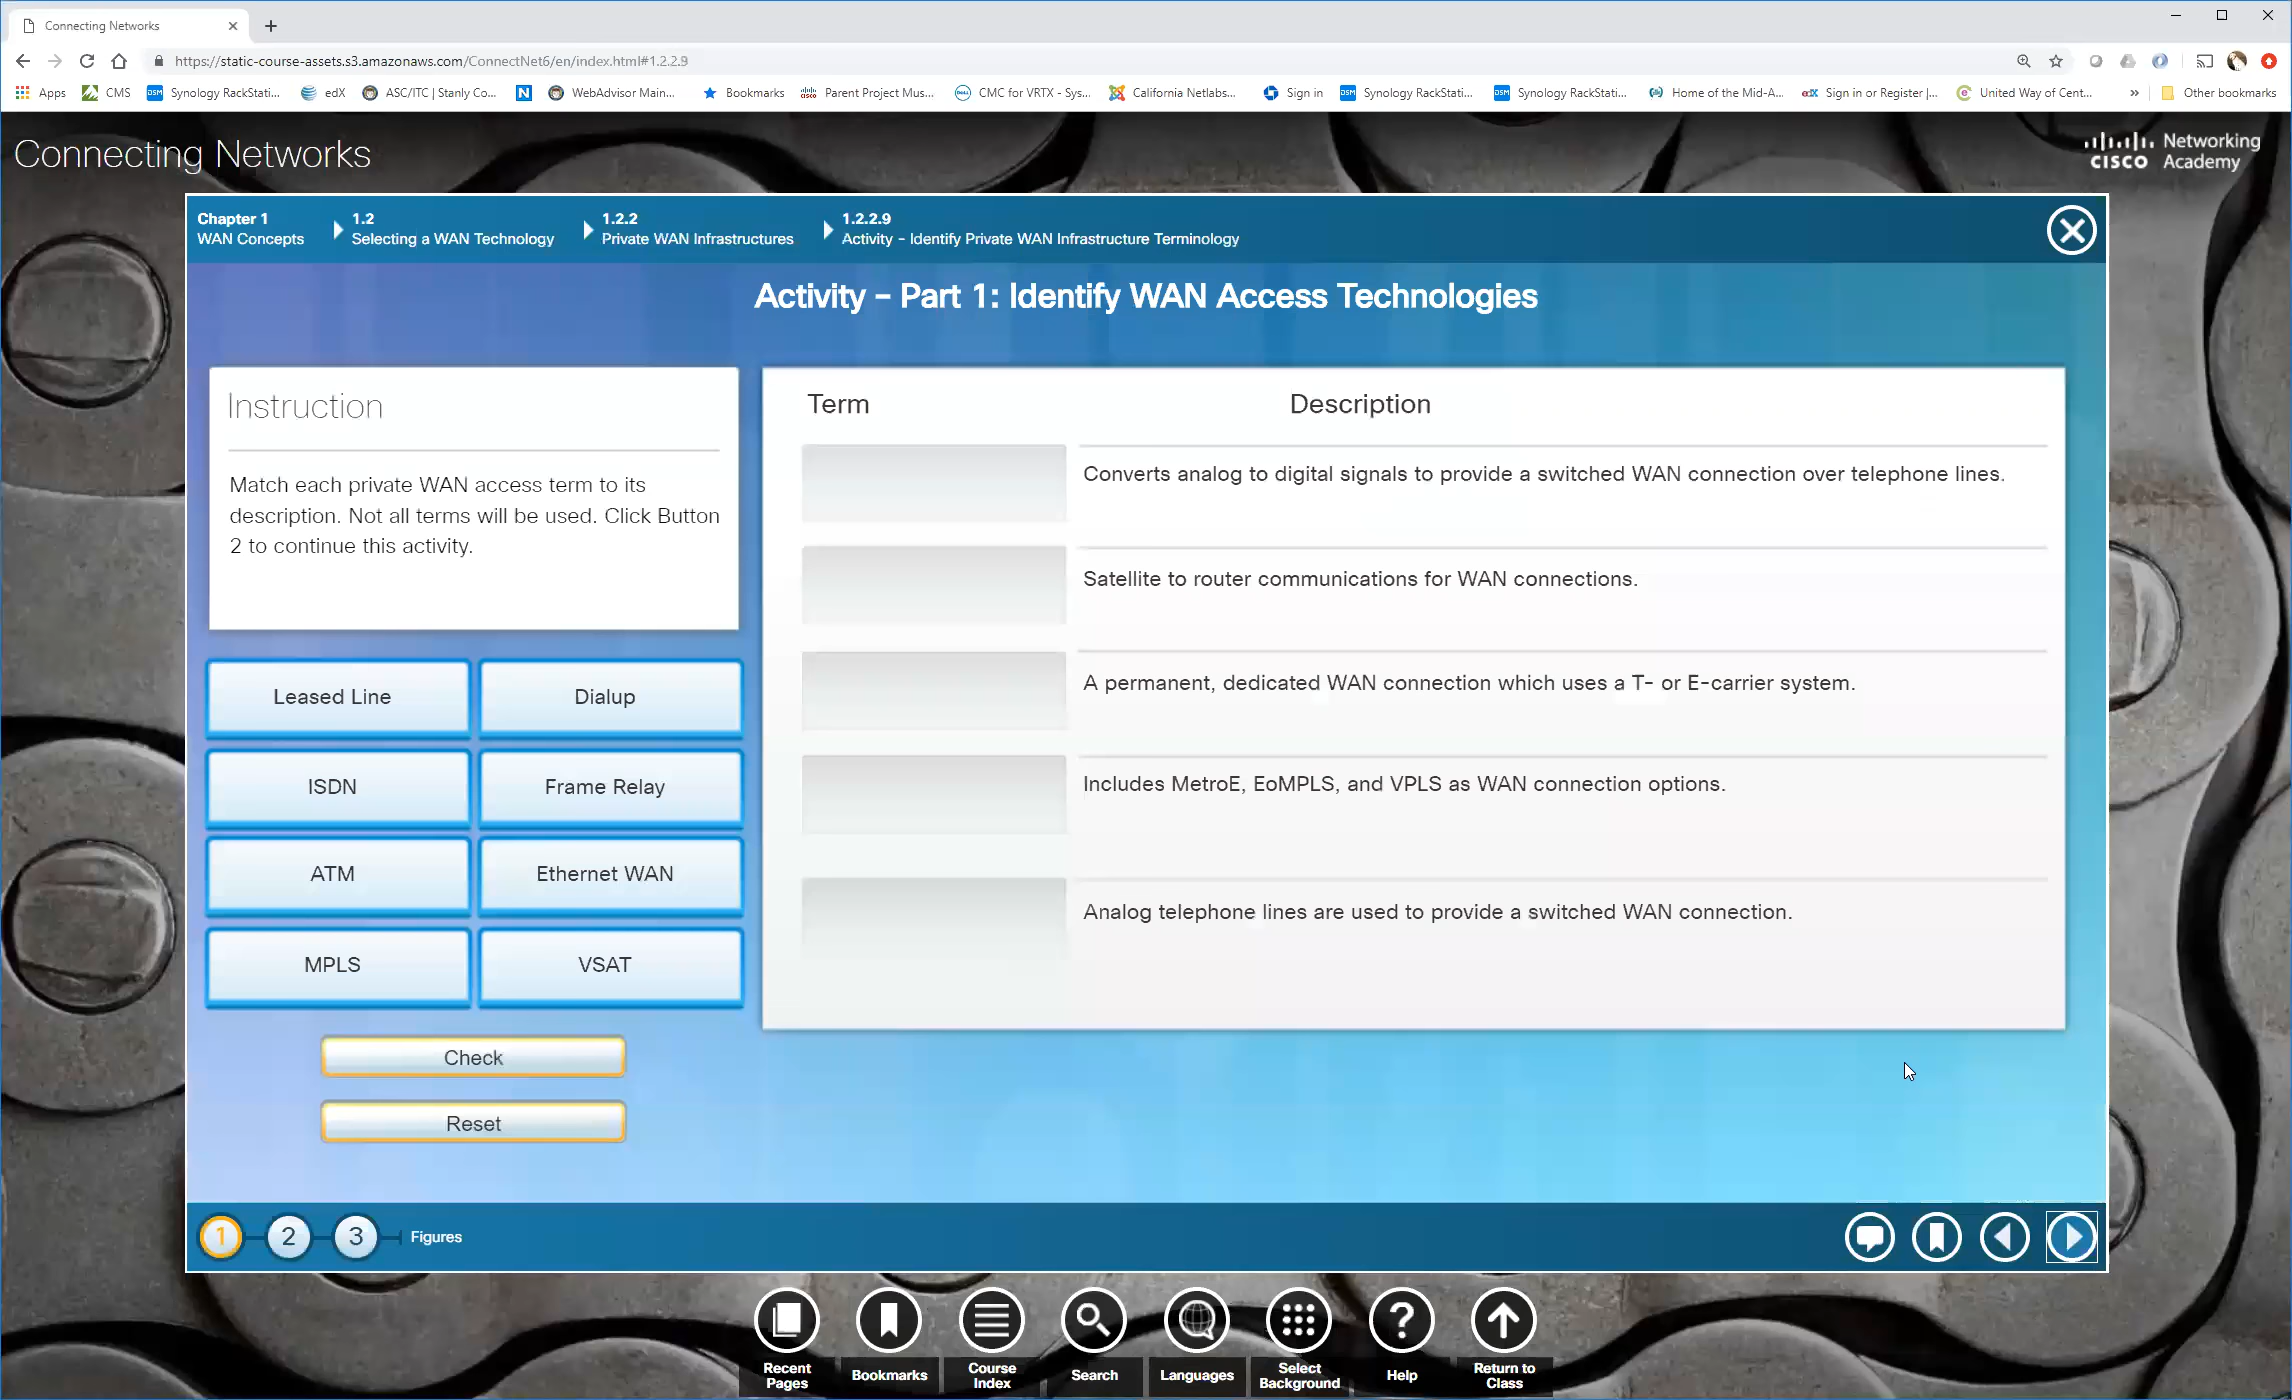 Connecting Networks
https://static-course-assets.s3.amazonaws.com/ConnectNet6/en/index.html#1.2.2.9
Apps
CMS
DSM Synology RackStati...
edX
ASC/ITC | Stanly Co...
N
WebAdvisor Main...
Bookmarks
Parent Project Mus...
CMC for VRTX - Sys...
California Netlabs...
Sign in
DSM Synology RackStati...
DSM Synology RackStati...
Home of the Mid-A...
edX Sign in or Register |...
United Way of Cent...
»
Other bookmarks
Connecting Networks
CISCO Networking Academy
Chapter 1
WAN Concepts
1.2
Selecting a WAN Technology
1.2.2
Private WAN Infrastructures
1.2.2.9
Activity - Identify Private WAN Infrastructure Terminology
Activity – Part 1: Identify WAN Access Technologies
Instruction
Match each private WAN access term to its
description. Not all terms will be used. Click Button
2 to continue this activity.
Leased Line
Dialup
ISDN
Frame Relay
ATM
Ethernet WAN
MPLS
VSAT
Check
Reset
Term
Description
Converts analog to digital signals to provide a switched WAN connection over telephone lines.
Satellite to router communications for WAN connections.
A permanent, dedicated WAN connection which uses a T- or E-carrier system.
Includes MetroE, EoMPLS, and VPLS as WAN connection options.
Analog telephone lines are used to provide a switched WAN connection.
1
2
3
Figures
Recent
Pages
Bookmarks
Course
Index
Search
Languages
Select
Background
?
Help
Return to
Class